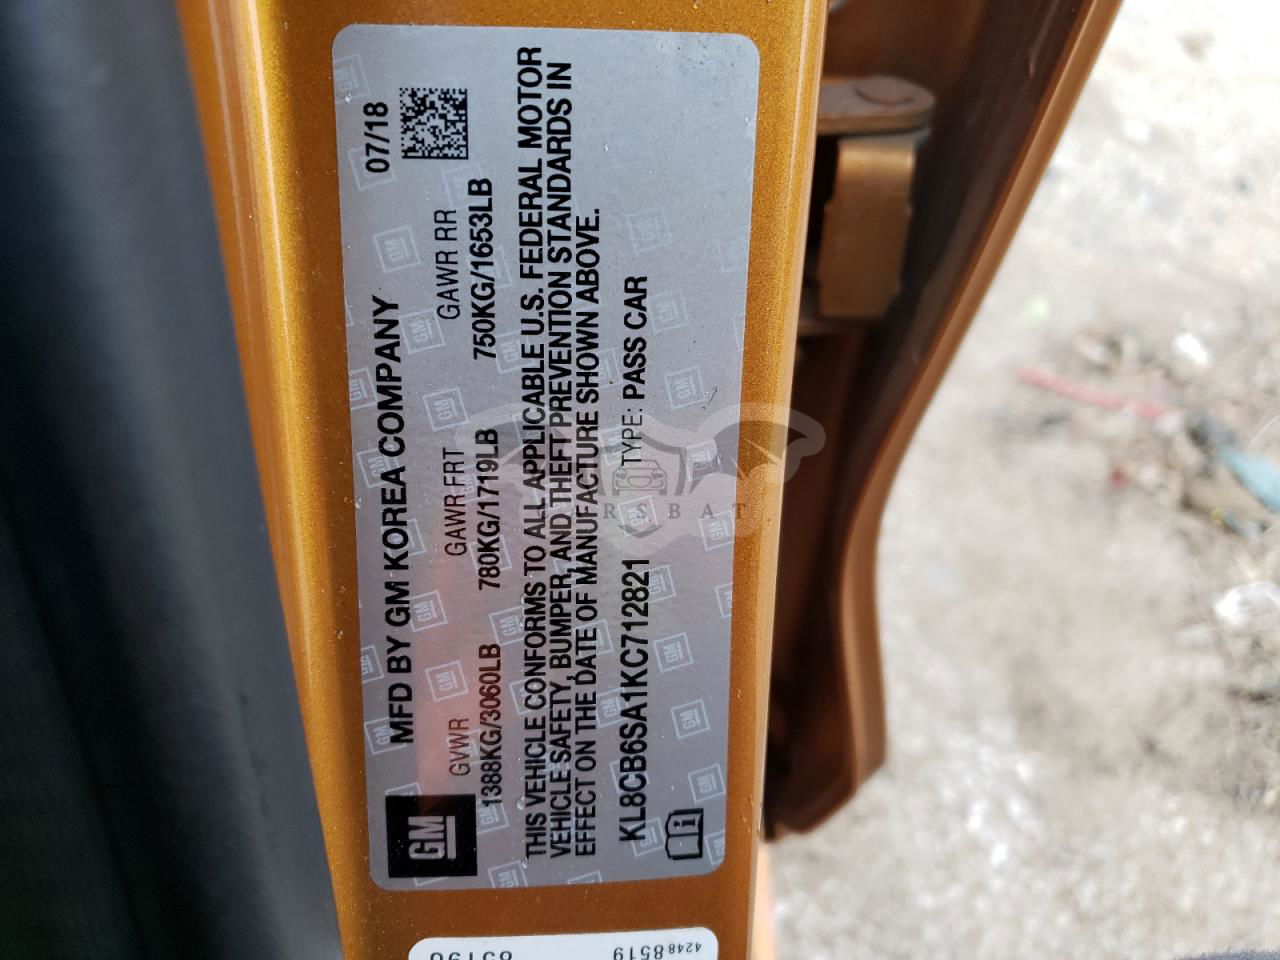 MFD BY GM KOREA COMPANY 07/18
GM
GVWR GAWR FRT GAWR RR
1388KG/3060LB 780KG/1719LB 750KG/1653LB
THIS VEHICLE CONFORMS TO ALL APPLICABLE U.S. FEDERAL MOTOR
VEHICLE SAFETY, BUMPER, AND THEFT PREVENTION STANDARDS IN
EFFECT ON THE DATE OF MANUFACTURE SHOWN ABOVE.
KL8CB6SA1KC712821 TYPE: PASS CAR
42488519